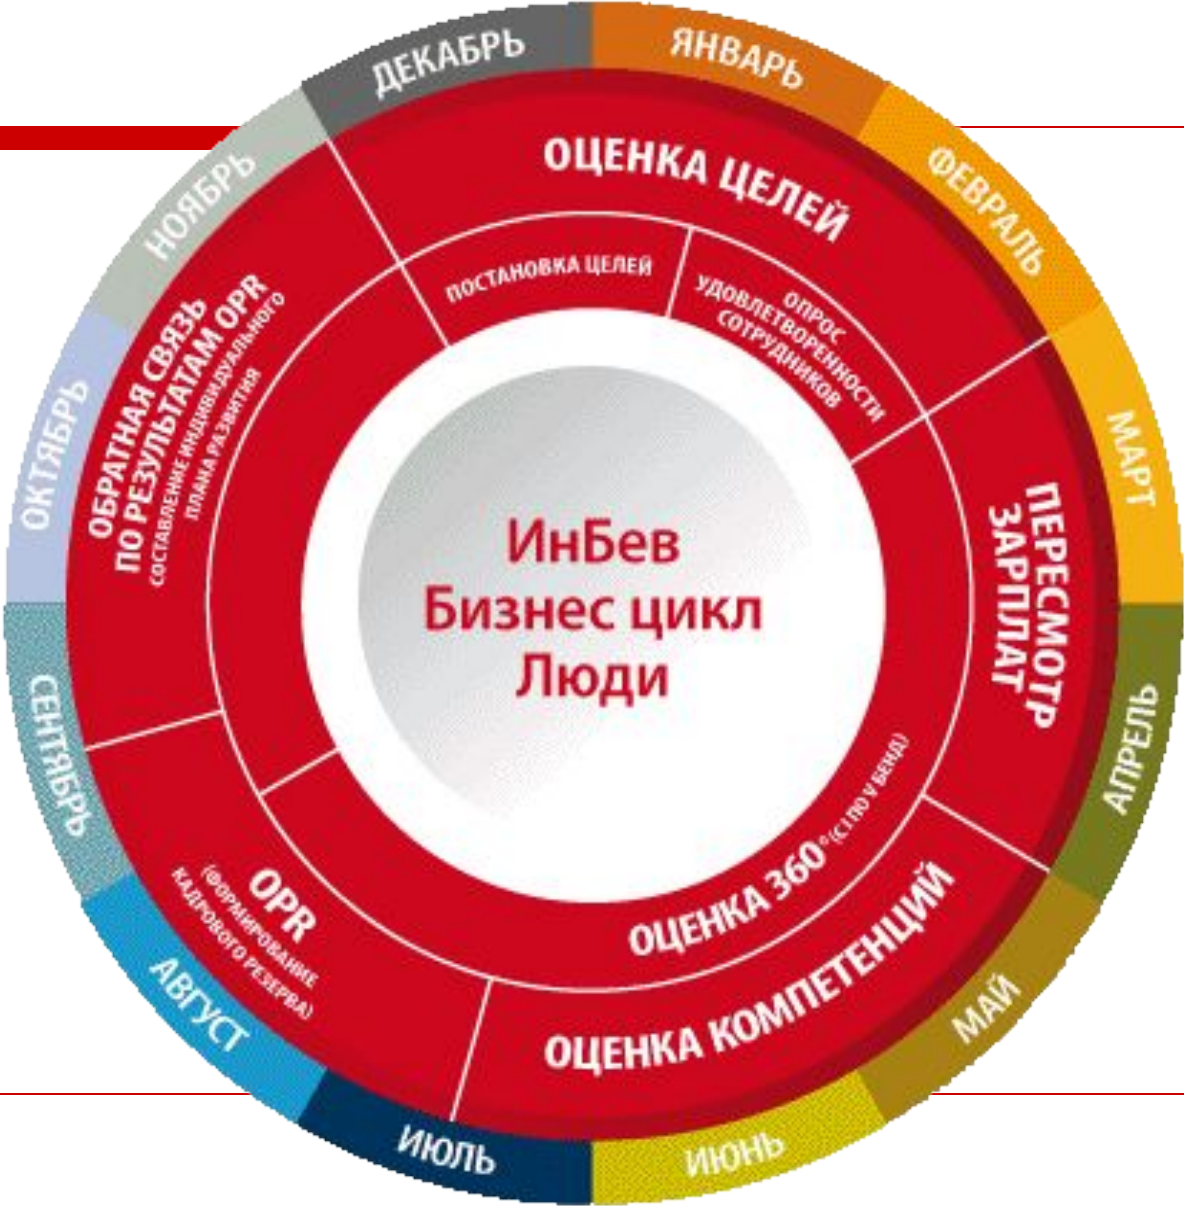 ЯНВАРЬ
ФЕВРАЛЬ
МАРТ
АПРЕЛЬ
МАЙ
ИЮНЬ
ИЮЛЬ
АВГУСТ
СЕНТЯБРЬ
ОКТЯБРЬ
НОЯБРЬ
ДЕКАБРЬ
ОЦЕНКА ЦЕЛЕЙ
ПЕРЕСМОТР
ЗАРПЛАТ
ОЦЕНКА КОМПЕТЕНЦИЙ
OPR
(ФОРМИРОВАНИЕ
КАДРОВОГО РЕЗЕРВА)
ОБРАТНАЯ СВЯЗЬ
ПО РЕЗУЛЬТАТАМ OPR
СОСТАВЛЕНИЕ ИНДИВИДУАЛЬНОГО
ПЛАНА РАЗВИТИЯ
ПОСТАНОВКА ЦЕЛЕЙ
ОПРОС
УДОВЛЕТВОРЕННОСТИ
СОТРУДНИКОВ
ОЦЕНКА 360° (С I ПО V БЕНД)
ИнБев
Бизнес цикл
Люди